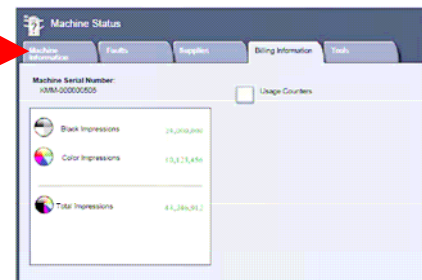 Machine Status
Machine Information
Faults
Supplies
Billing Information
Tools
Machine Serial Number:
Usage Counters
Black Impressions
Color Impressions
Total Impressions